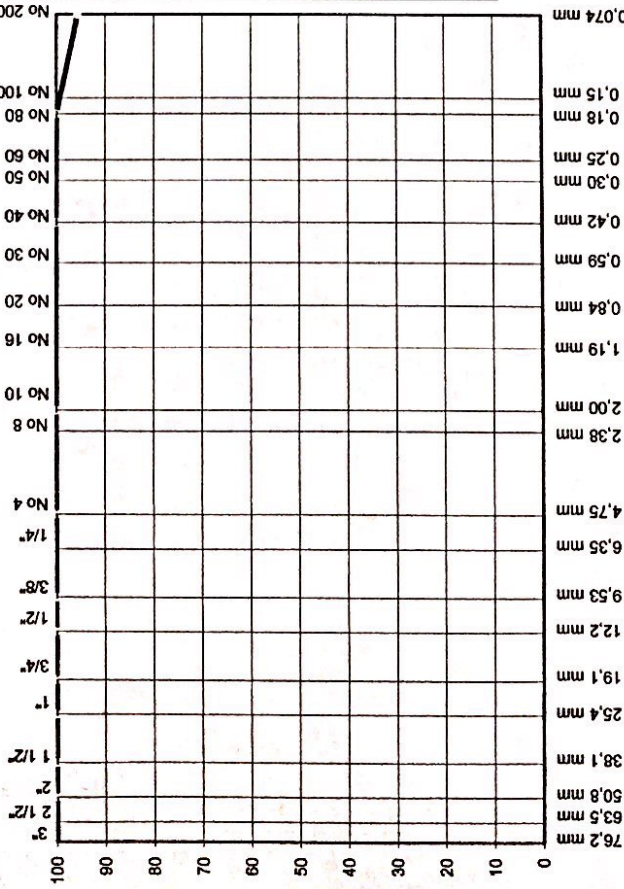 76,2 mm
63,5 mm
50,8 mm
38,1 mm
25,4 mm
19,1 mm
12,2 mm
9,53 mm
6,35 mm
4,75 mm
2,38 mm
2,00 mm
1,19 mm
0,84 mm
0,59 mm
0,42 mm
0,30 mm
0,25 mm
0,18 mm
0,15 mm
0,074 mm
3"
2 1/2"
2"
1 1/2"
1"
3/4"
1/2"
3/8"
1/4"
No 4
No 8
No 10
No 16
No 20
No 30
No 40
No 50
No 60
No 80
No 100
No 200
100
90
80
70
60
50
40
30
20
10
0